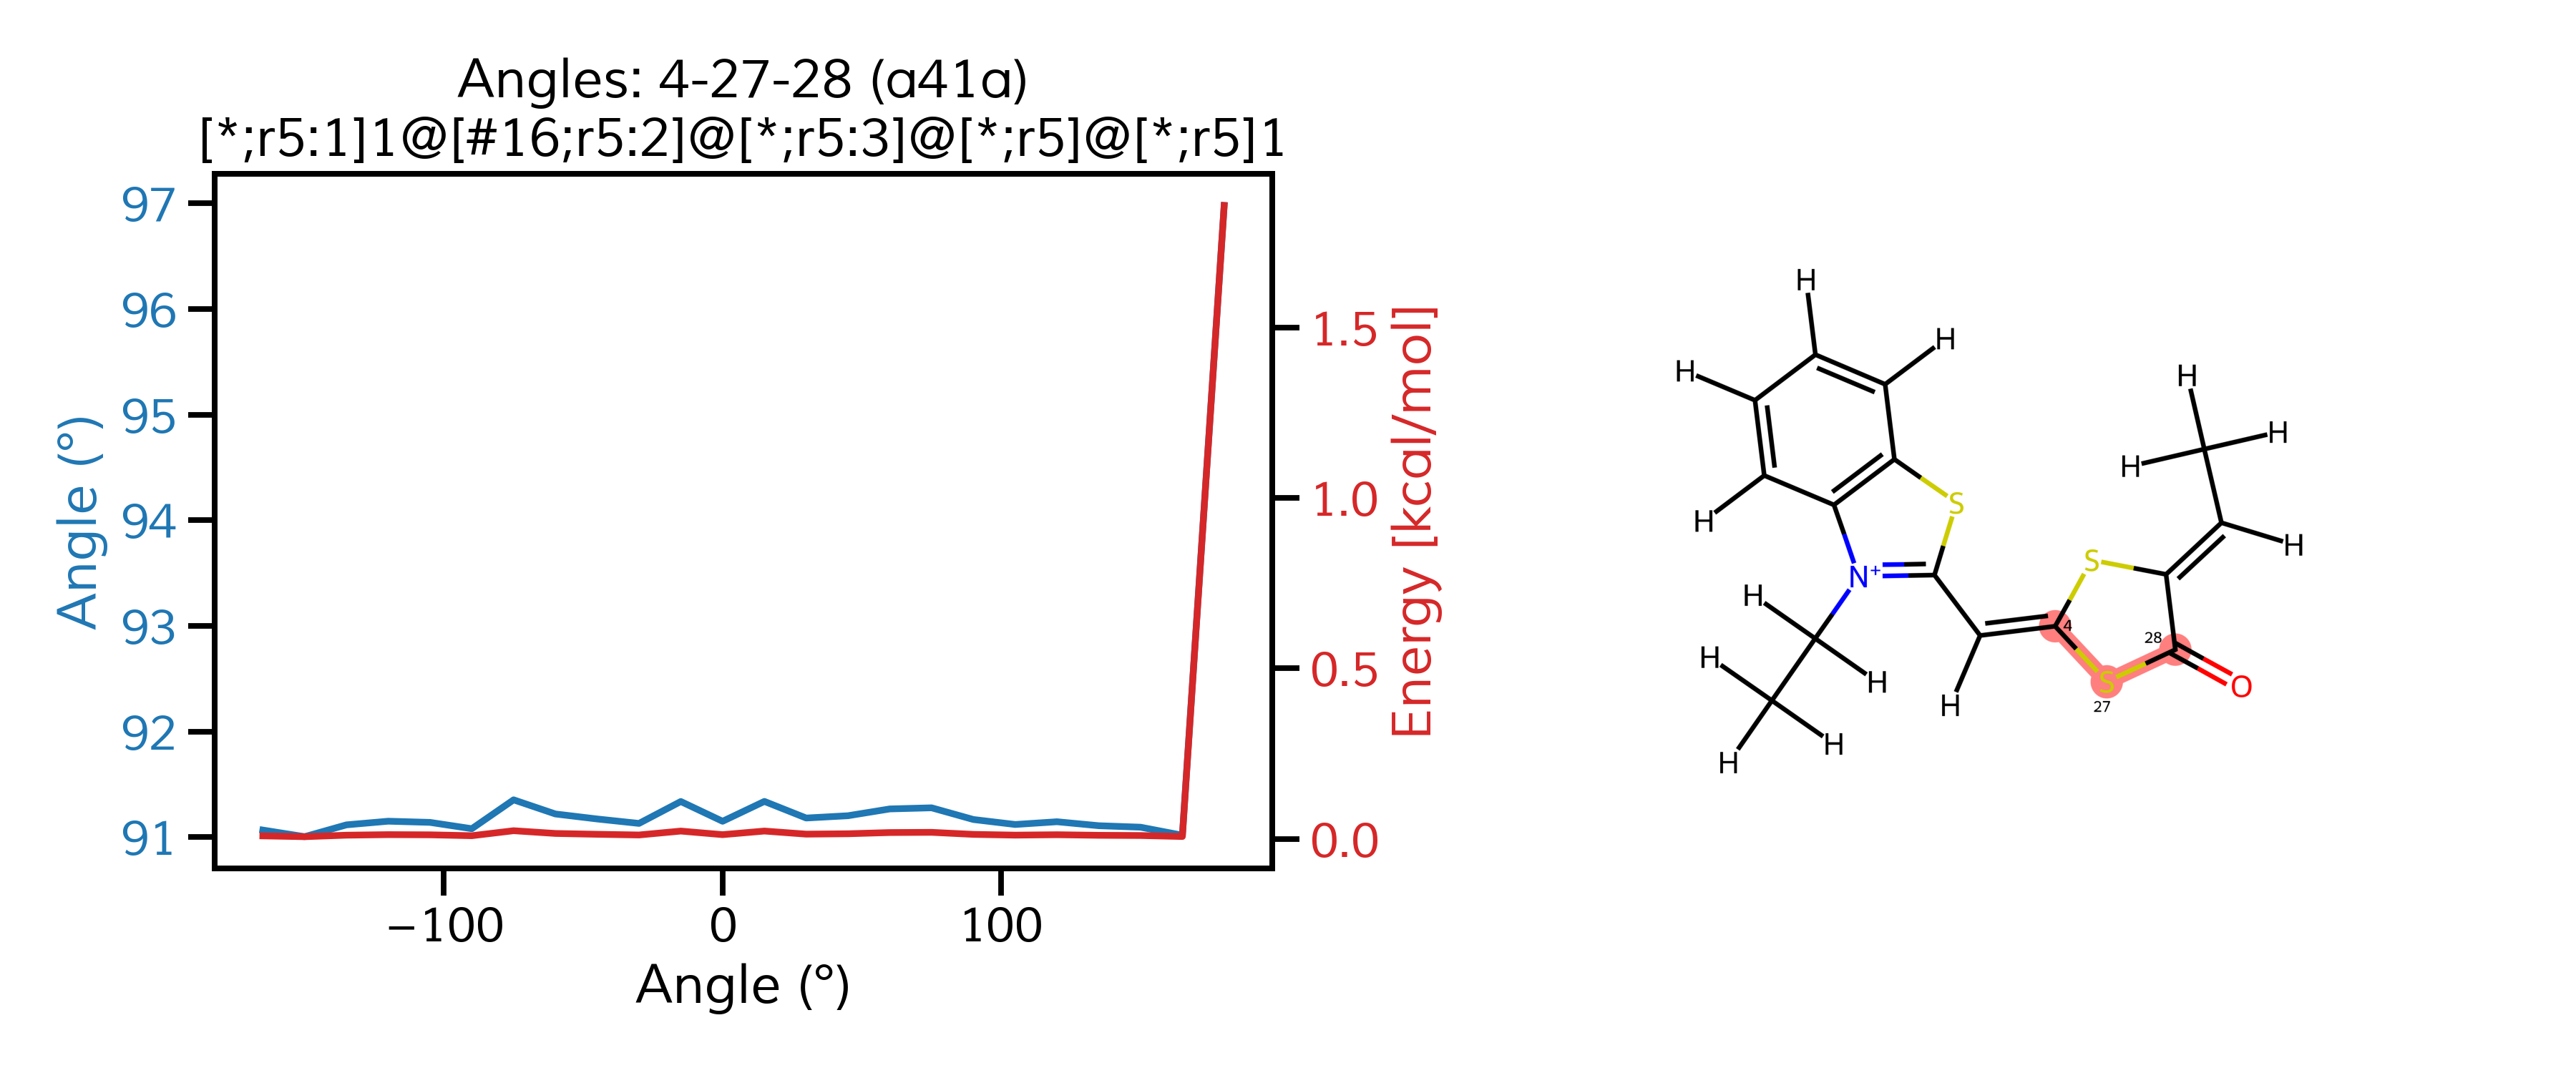 Angles: 4-27-28 (a41a)
[*;r5:1]1@[#16;r5:2]@[*;r5:3]@[*;r5]@[*;r5]1
97
96
95
94
93
92
91
Angle (°)
1.5
1.0
0.5
0.0
Energy [kcal/mol]
−100 0 100
Angle (°)
H
H
H
H
H
H
S
H
H
S
H
N⁺
H
4
28
H
H
S
O
27
H
H
H